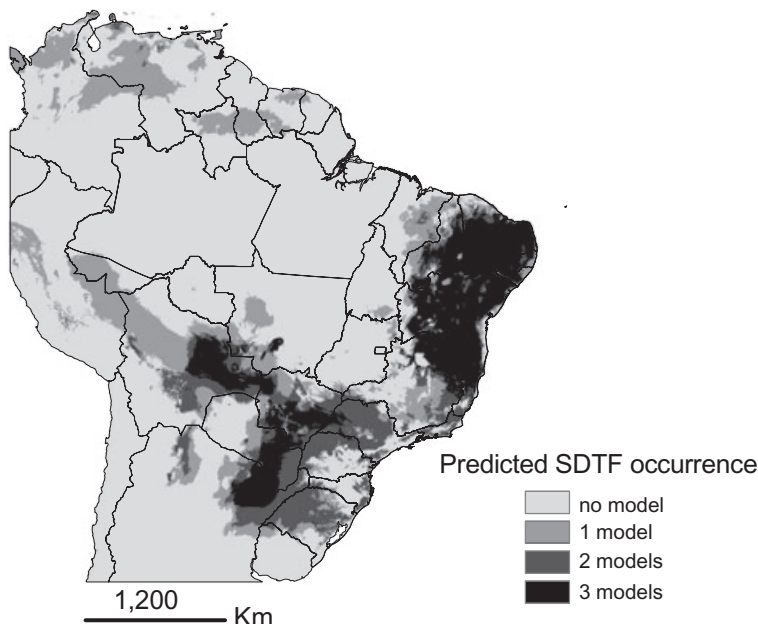 Predicted SDTF occurrence
no model
1 model
2 models
3 models
1,200
Km